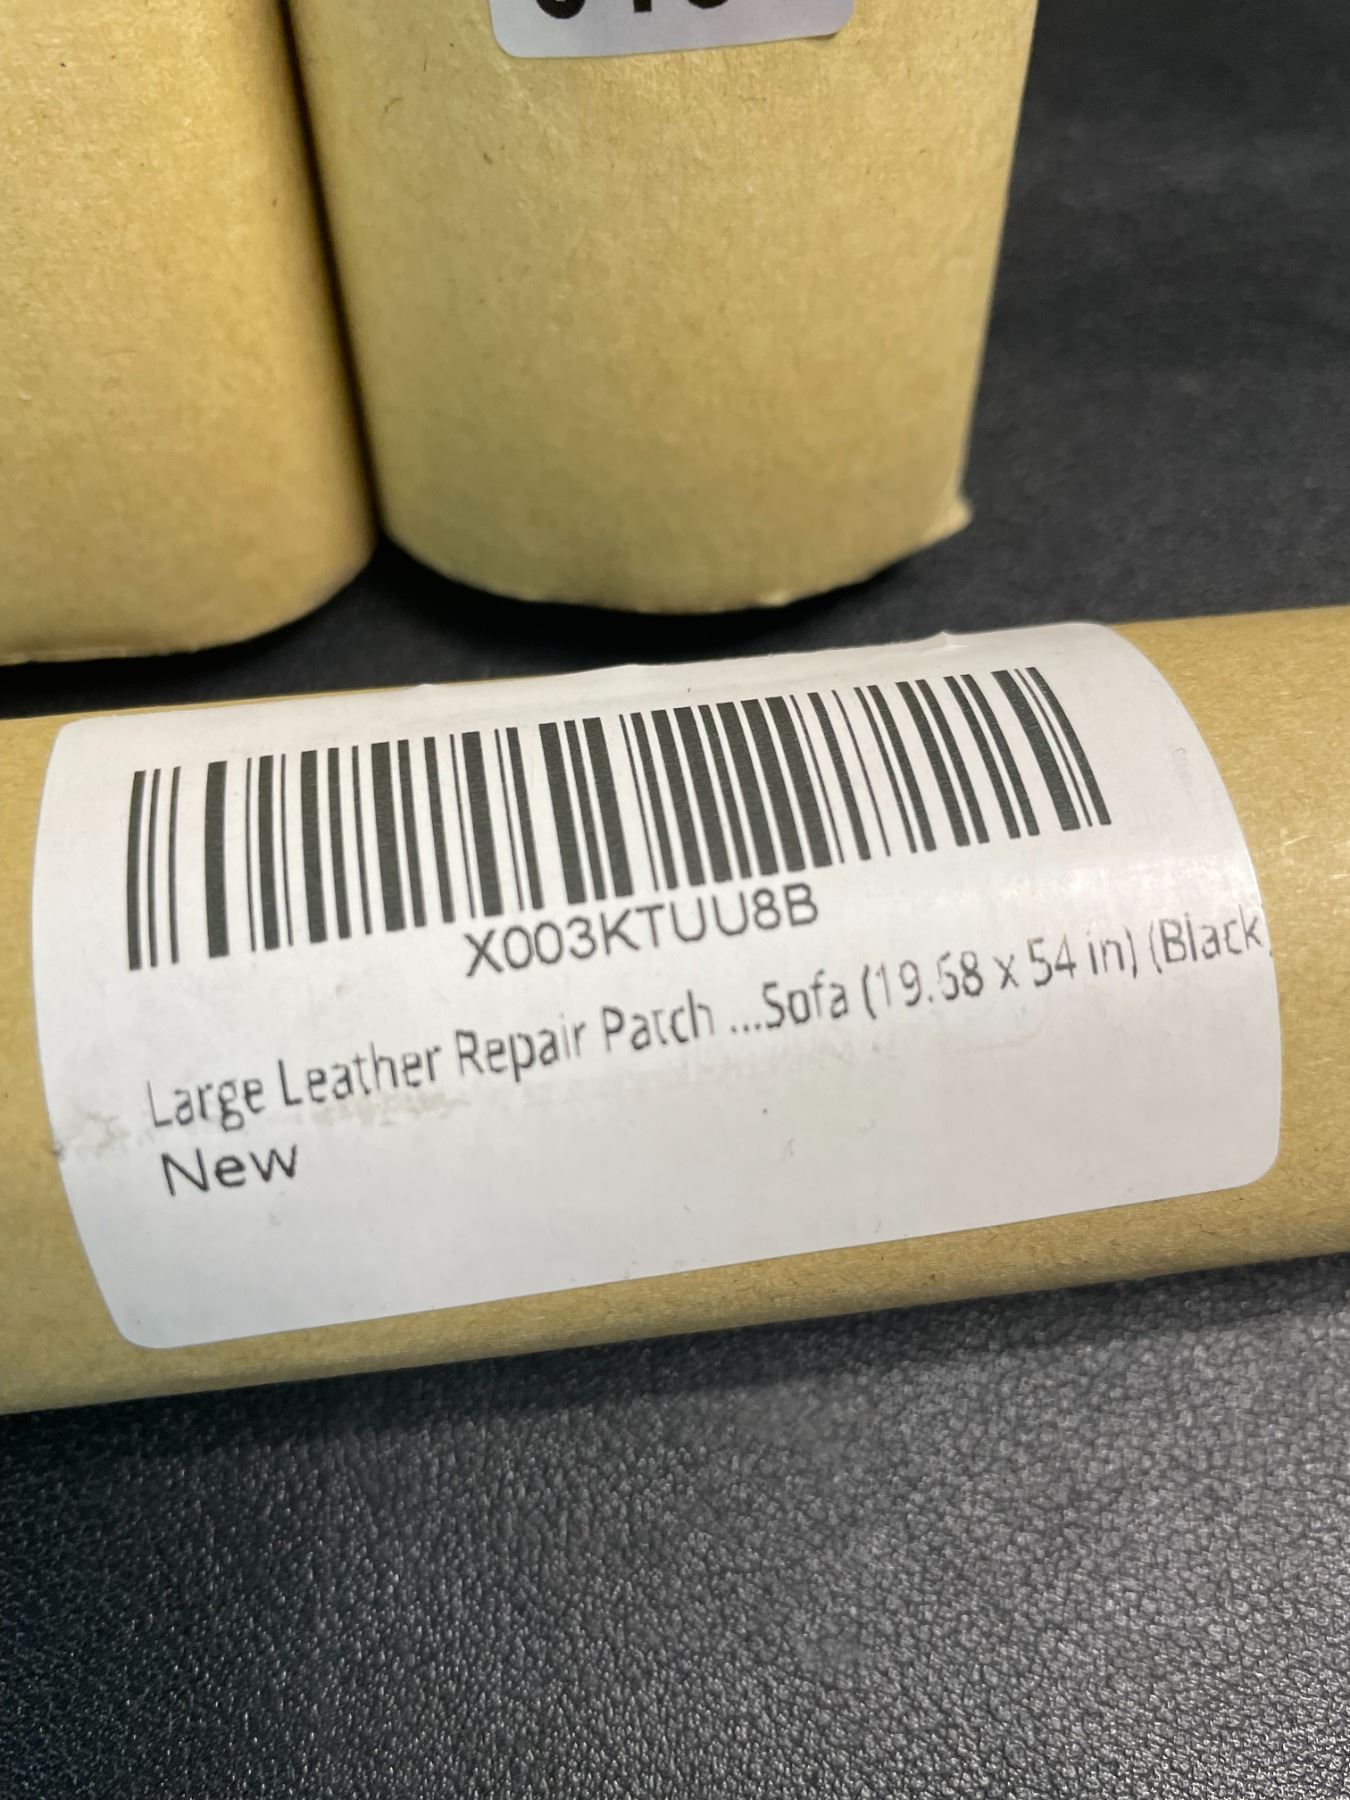 X003KTUU8B
Large Leather Repair Patch ...Sofa (19.68 x 54 in) (Black
New